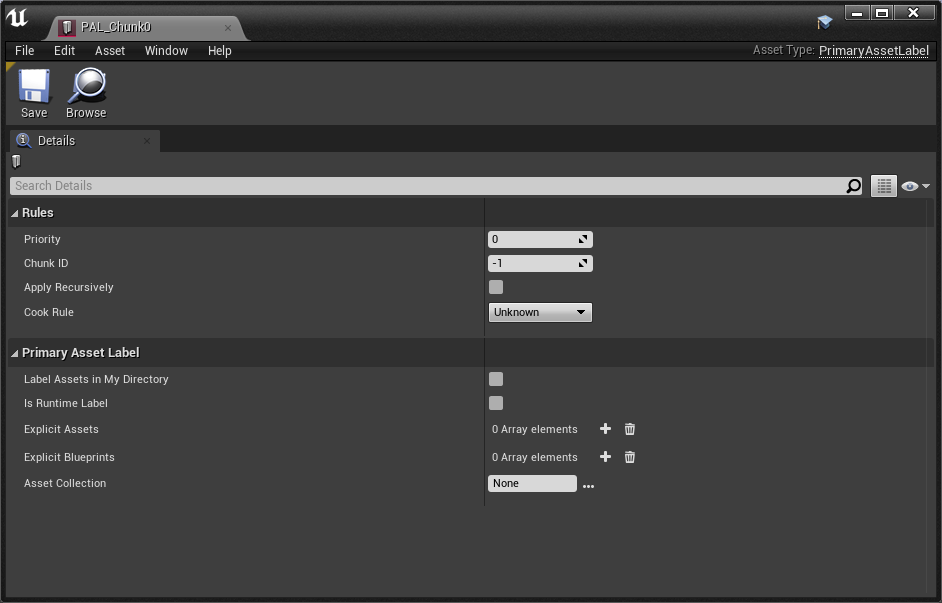 PAL_Chunk0
File Edit Asset Window Help
Asset Type: PrimaryAssetLabel
Save Browse
Details
Search Details
Rules
Priority 0
Chunk ID -1
Apply Recursively
Cook Rule Unknown
Primary Asset Label
Label Assets in My Directory
Is Runtime Label
Explicit Assets 0 Array elements
Explicit Blueprints 0 Array elements
Asset Collection None ...